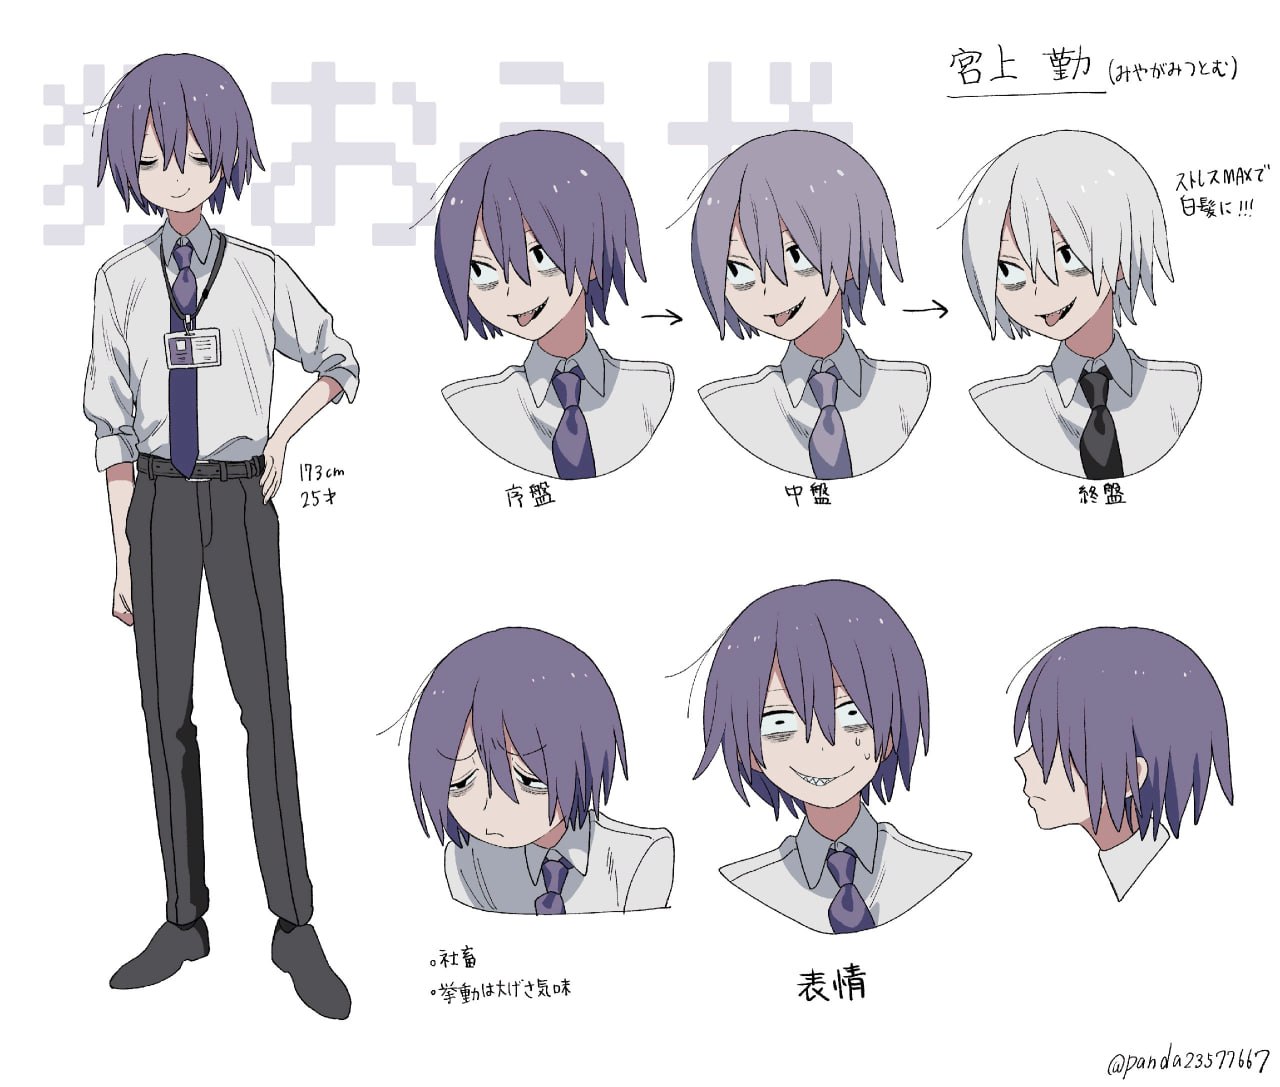 宮上 勤 (みやがみつとむ)
ストレスMAXで
白髪に!!!
序盤
中盤
終盤
173cm
25才
。社畜
。挙動は大げさ気味
表情
@panda23577667